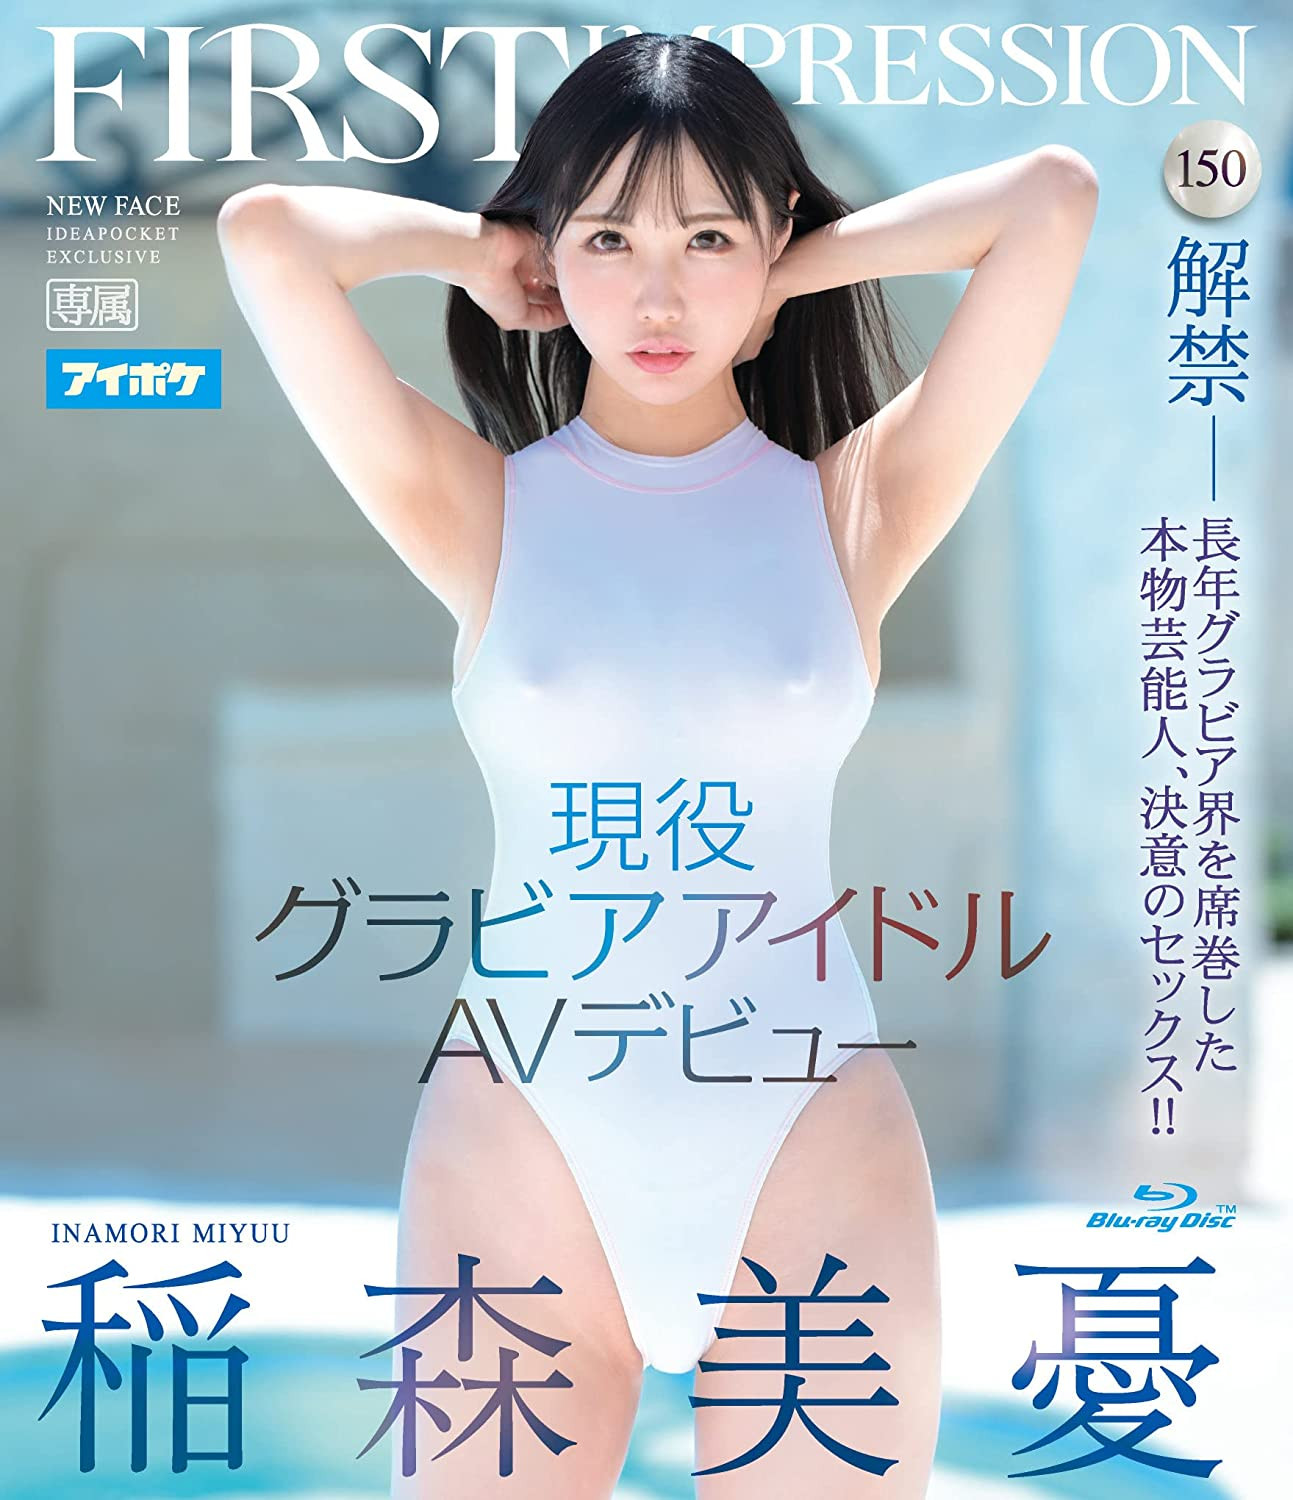 FIRST IMPRESSION
150
NEW FACE
IDEAPOCKET
EXCLUSIVE
専属
アイポケ
解禁――
長年グラビア界を席巻した
本物芸能人、決意のセックス!!
現役
グラビアアイドル
AVデビュー
Blu-ray Disc™
INAMORI MIYUU
稲森美憂